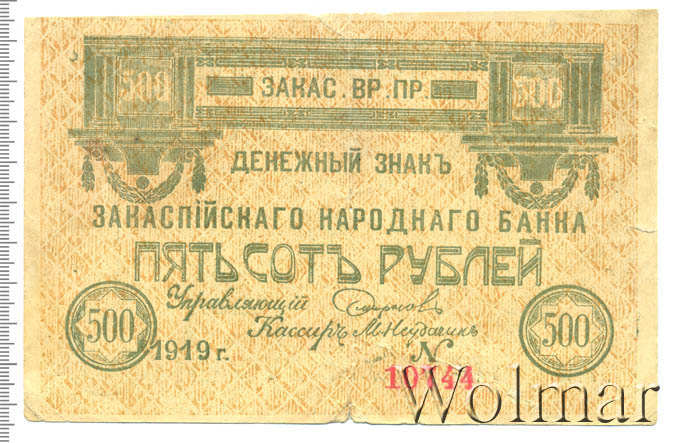 500 500
ЗАКАС. ВР. ПР.
ДЕНЕЖНЫЙ ЗНАКЪ
ЗАКАСПІЙСКАГО НАРОДНАГО БАНКА
ПЯТЬСОТЪ РУБЛЕЙ
Управляющій Смирновъ
Кассиръ
500 500
1919 г. N
10744
Wolmar